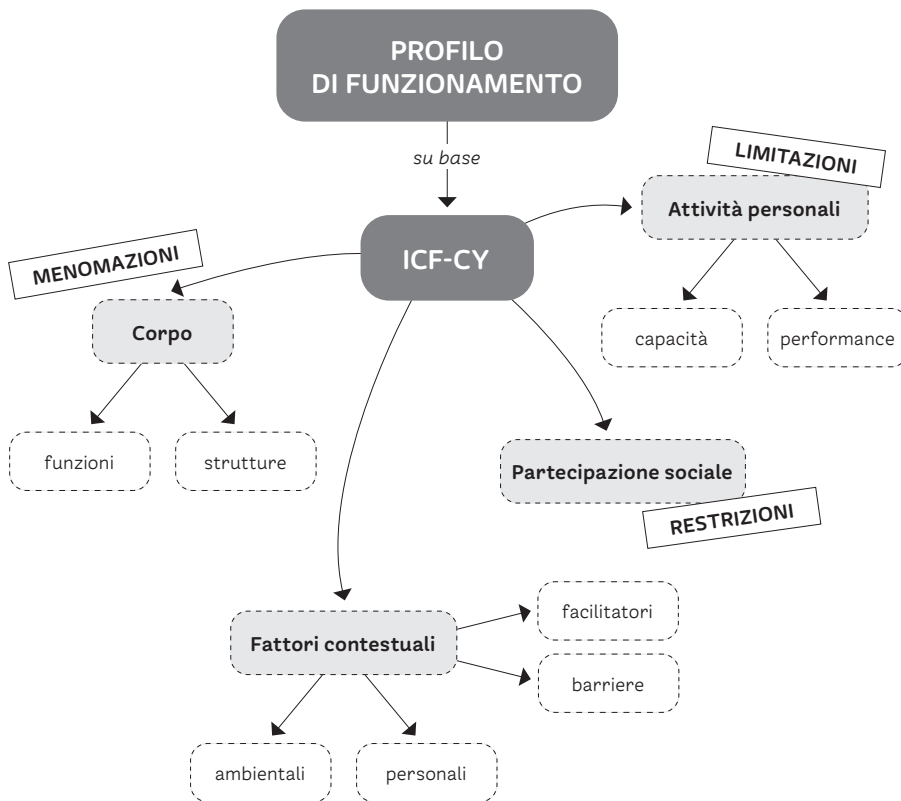 PROFILO
DI FUNZIONAMENTO
su base
LIMITAZIONI
Attività personali
ICF-CY
MENOMAZIONI
Corpo
capacità
performance
funzioni
strutture
Partecipazione sociale
RESTRIZIONI
facilitatori
Fattori contestuali
barriere
ambientali
personali